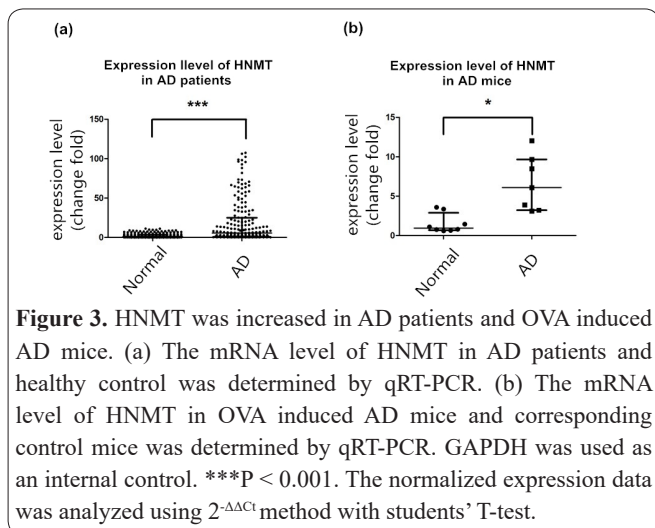 (a)
Expression llevel of HNMT
in AD patients
***
150
100
50
0
expression level
(change fold)
Normal
AD
(b)
Expression level of HNMT
in AD mice
*
15
10
5
0
expression level
(change fold)
Normal
AD
Figure 3. HNMT was increased in AD patients and OVA induced
AD mice. (a) The mRNA level of HNMT in AD patients and
healthy control was determined by qRT-PCR. (b) The mRNA
level of HNMT in OVA induced AD mice and corresponding
control mice was determined by qRT-PCR. GAPDH was used as
an internal control. ***P < 0.001. The normalized expression data
was analyzed using 2-ΔΔCt method with students’ T-test.